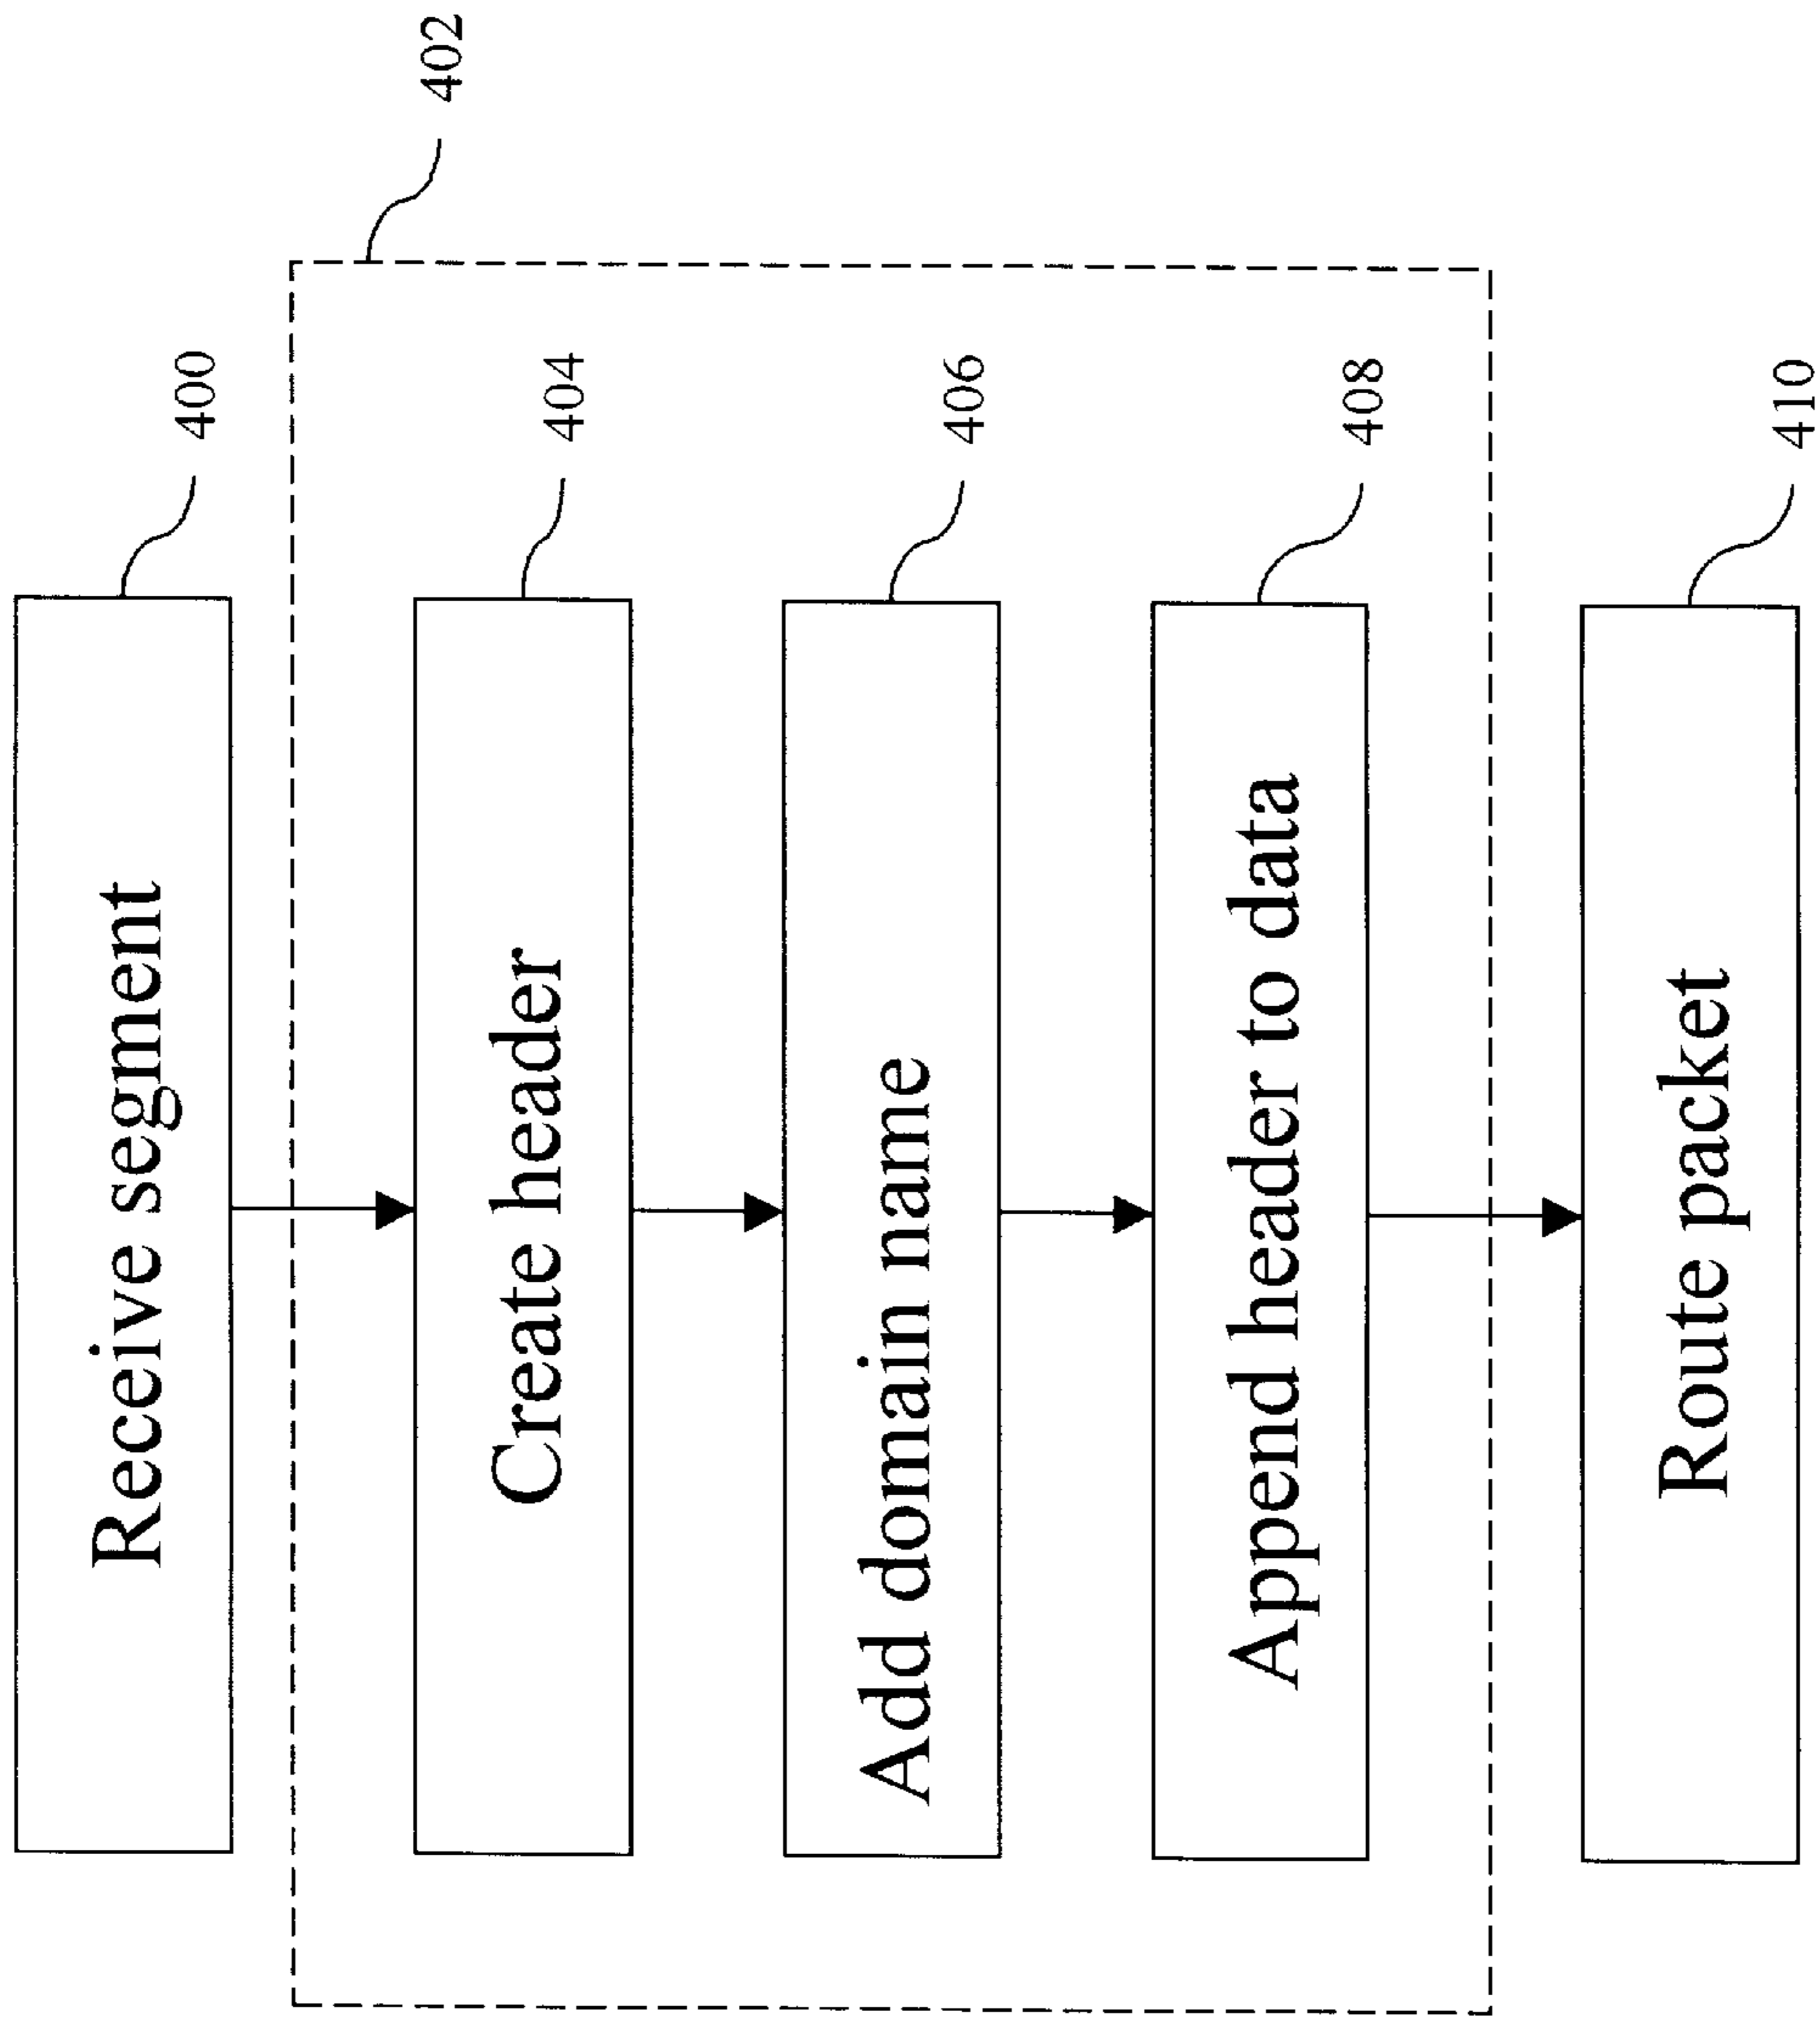 Receive segment
400
402
Create header
404
Add domain name
406
Append header to data
408
Route packet
410